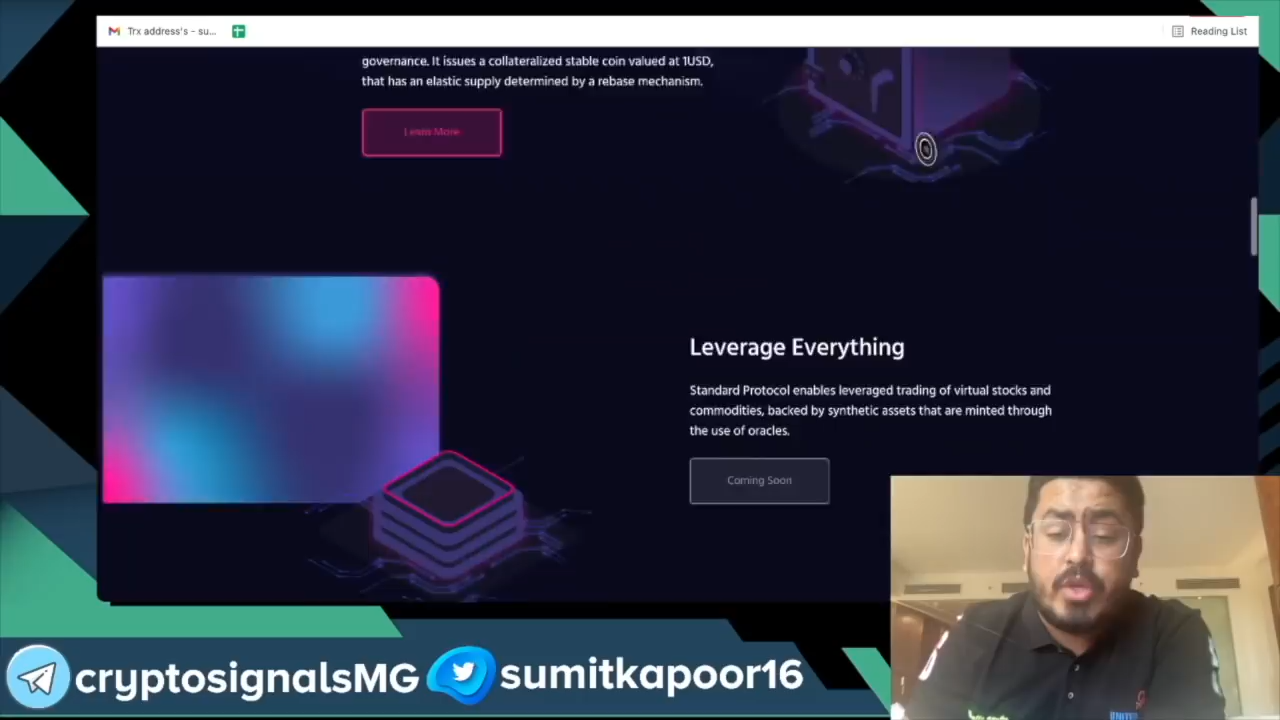 Trx address's - su...
Reading List
governance. It issues a collateralized stable coin valued at 1USD,
that has an elastic supply determined by a rebase mechanism.
Learn More
Leverage Everything
Standard Protocol enables leveraged trading of virtual stocks and
commodities, backed by synthetic assets that are minted through
the use of oracles.
Coming Soon
cryptosignalsMG
sumitkapoor16